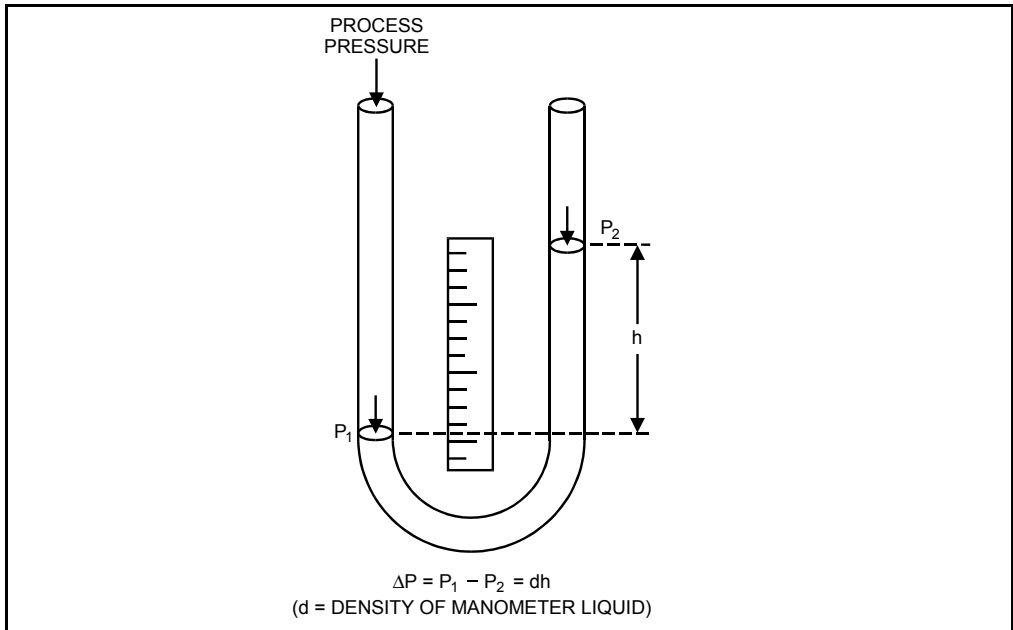 PROCESS
PRESSURE
P₂
h
P₁
ΔP = P₁ − P₂ = dh
(d = DENSITY OF MANOMETER LIQUID)